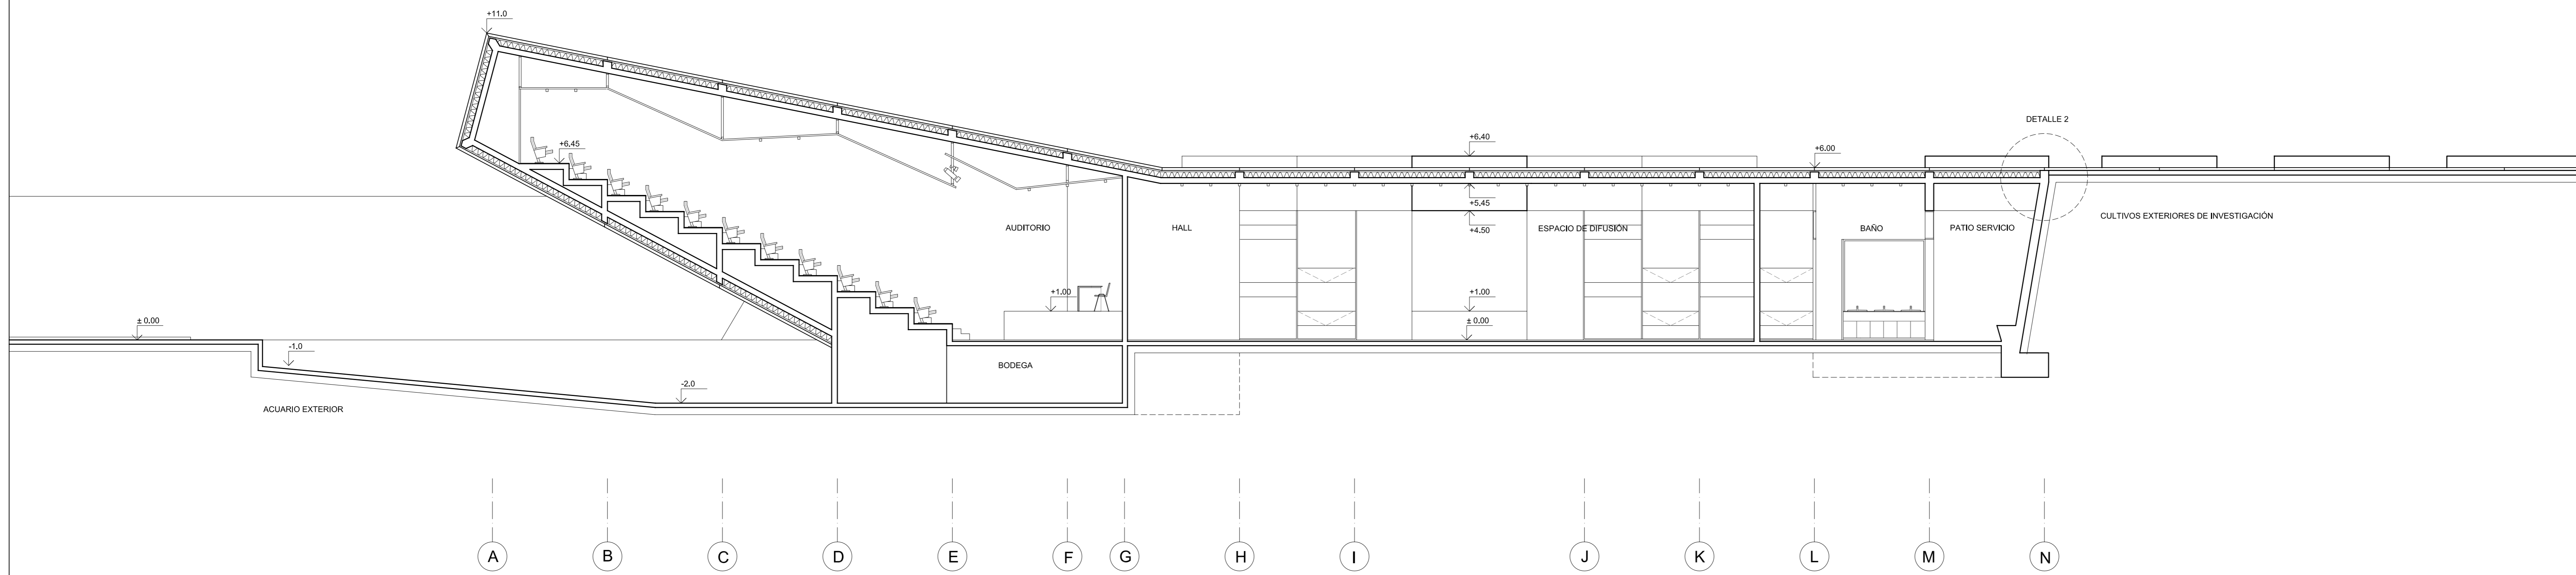 +11.0
DETALLE 2
+6.40
+6.45
+6.00
+5.45
CULTIVOS EXTERIORES DE INVESTIGACIÓN
AUDITORIO
HALL
+4.50
ESPACIO DE DIFUSIÓN
BAÑO
PATIO SERVICIO
+1.00
+1.00
± 0.00
± 0.00
-1.0
BODEGA
-2.0
ACUARIO EXTERIOR
A B C D E F G H I J K L M N